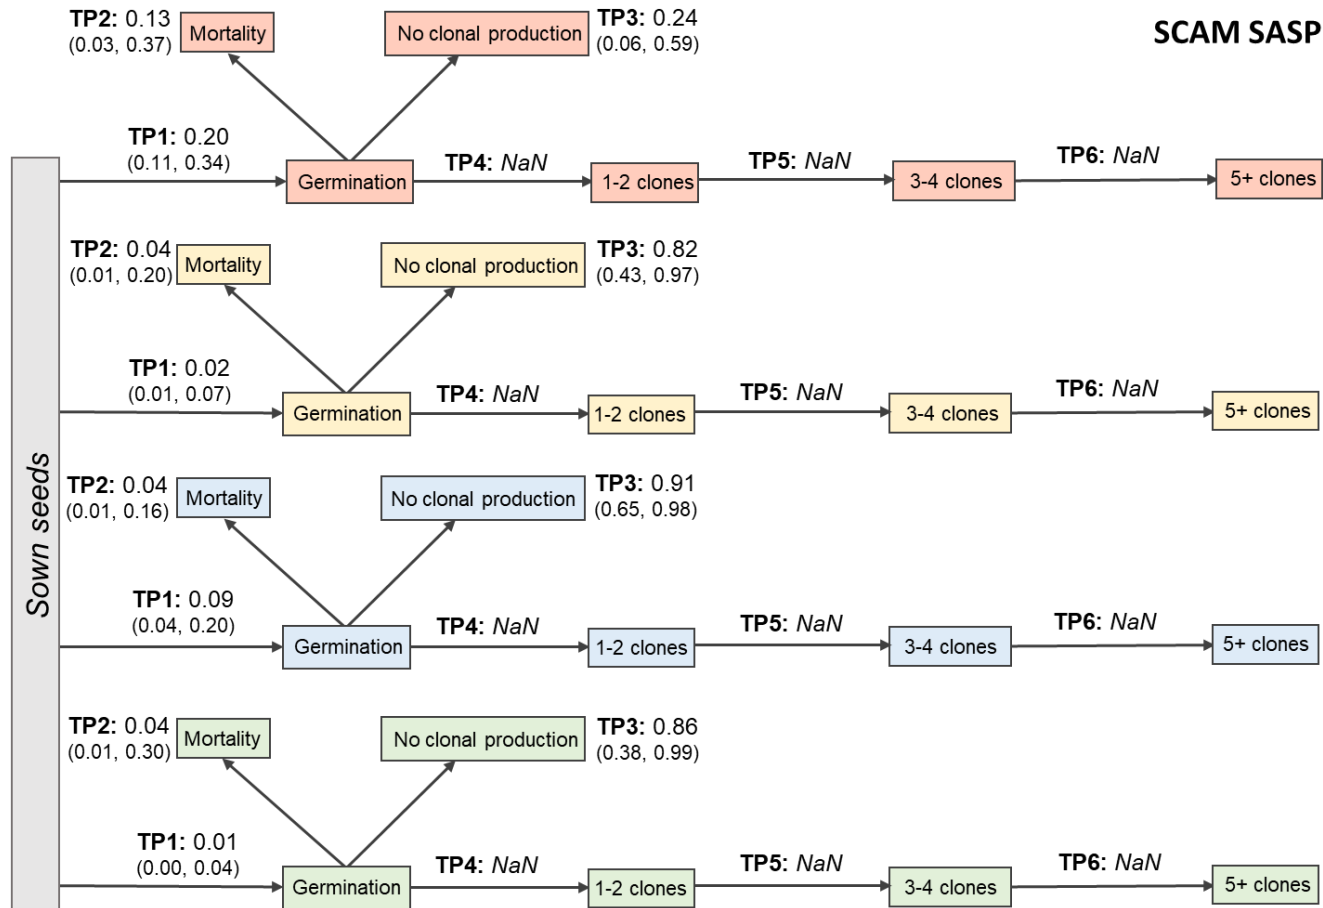 SCAM SASP
Sown seeds
TP2: 0.13
(0.03, 0.37)
Mortality
No clonal production
TP3: 0.24
(0.06, 0.59)
TP1: 0.20
(0.11, 0.34)
Germination
TP4: NaN
1-2 clones
TP5: NaN
3-4 clones
TP6: NaN
5+ clones
TP2: 0.04
(0.01, 0.20)
Mortality
No clonal production
TP3: 0.82
(0.43, 0.97)
TP1: 0.02
(0.01, 0.07)
Germination
TP4: NaN
1-2 clones
TP5: NaN
3-4 clones
TP6: NaN
5+ clones
TP2: 0.04
(0.01, 0.16)
Mortality
No clonal production
TP3: 0.91
(0.65, 0.98)
TP1: 0.09
(0.04, 0.20)
Germination
TP4: NaN
1-2 clones
TP5: NaN
3-4 clones
TP6: NaN
5+ clones
TP2: 0.04
(0.01, 0.30)
Mortality
No clonal production
TP3: 0.86
(0.38, 0.99)
TP1: 0.01
(0.00, 0.04)
Germination
TP4: NaN
1-2 clones
TP5: NaN
3-4 clones
TP6: NaN
5+ clones